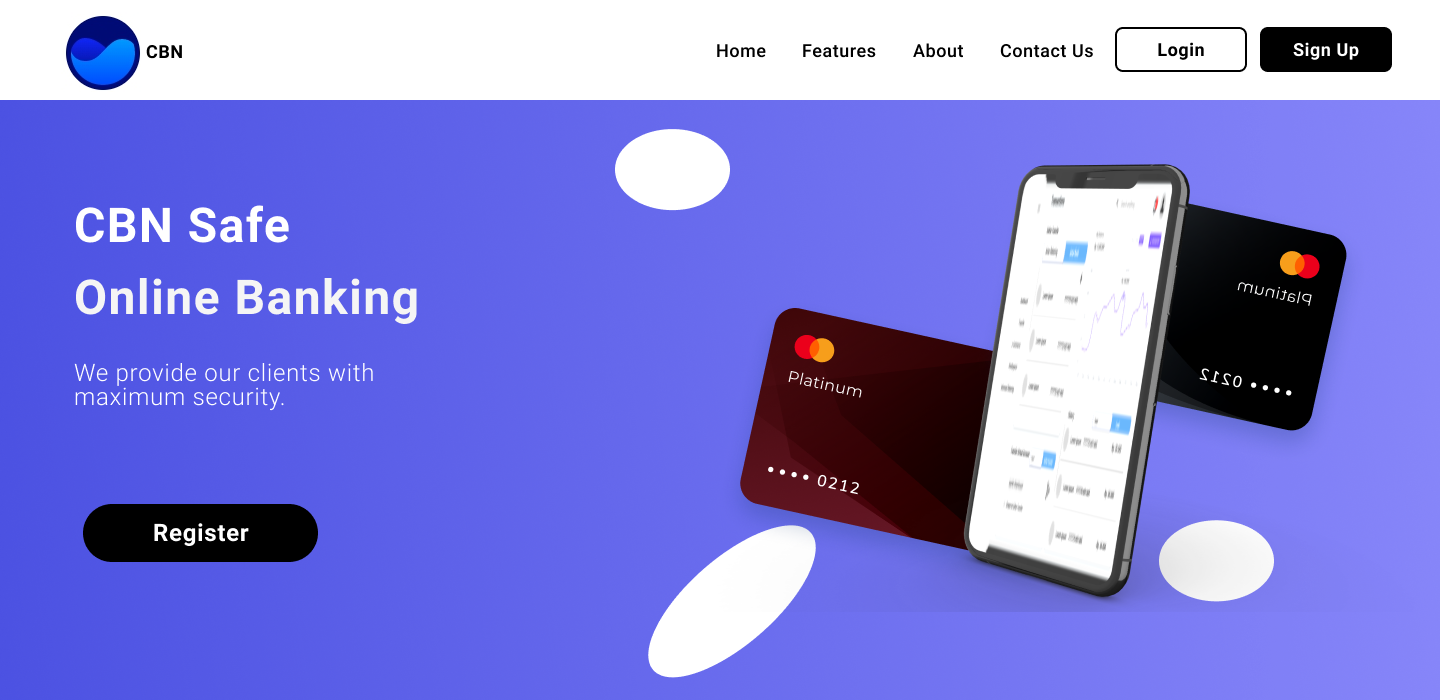 CBN
Home
Features
About
Contact Us
Login
Sign Up
CBN Safe
Online Banking
We provide our clients with
maximum security.
Register
Platinum
•••• 0212
Platinum
•••• 0212